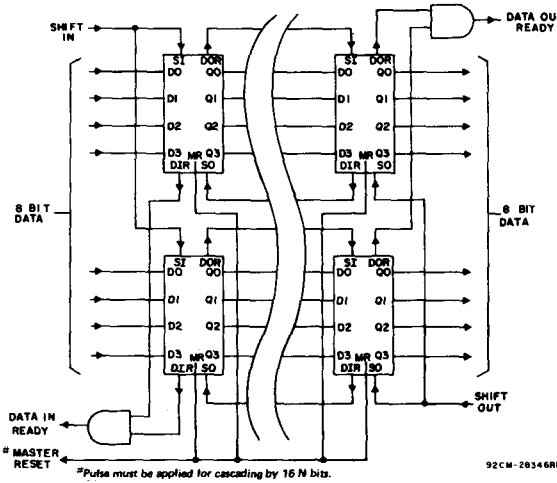 SHIFT IN
DATA OUT READY
SI DOR
D0 Q0
D1 Q1
D2 Q2
D3 MR Q3
DIR SO
SI DOR
D0 Q0
D1 Q1
D2 Q2
D3 MR Q3
DIR SO
8 BIT DATA
8 BIT DATA
SI DOR
D0 Q0
D1 Q1
D2 Q2
D3 MR Q3
DIR SO
SI DOR
D0 Q0
D1 Q1
D2 Q2
D3 MR Q3
DIR SO
SHIFT OUT
DATA IN READY
# MASTER RESET
#Pulse must be applied for cascading by 16 N bits.